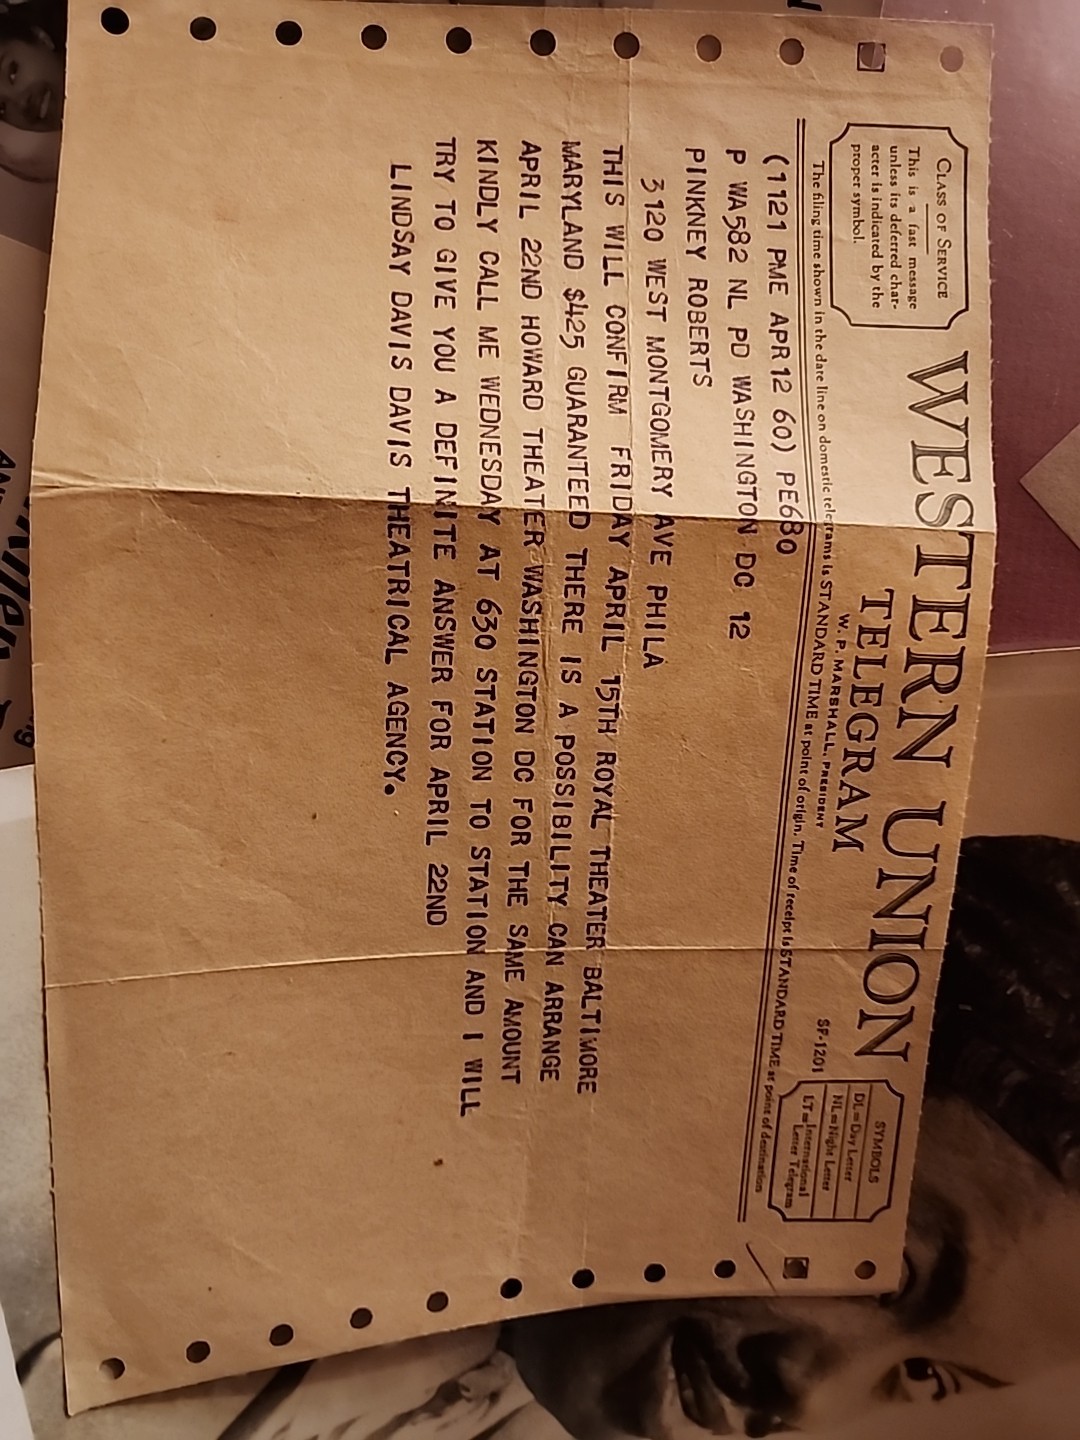 CLASS OF SERVICE
This is a fast message
unless its deferred char-
acter is indicated by the
proper symbol.
WESTERN UNION
TELEGRAM
W. P. MARSHALL, PRESIDENT
SF-1201
SYMBOLS
DL=Day Letter
NL=Night Letter
LT=International
Letter Telegram
The filing time shown in the date line on domestic telegrams is STANDARD TIME at point of origin. Time of receipt is STANDARD TIME at point of destination
(1121 PME APR 12 60) PE680
P WA582 NL PD WASHINGTON DC 12
PINKNEY ROBERTS
3120 WEST MONTGOMERY AVE PHILA
THIS WILL CONFIRM FRIDAY APRIL 15TH ROYAL THEATER BALTIMORE
MARYLAND $425 GUARANTEED THERE IS A POSSIBILITY CAN ARRANGE
APRIL 22ND HOWARD THEATER WASHINGTON DC FOR THE SAME AMOUNT
KINDLY CALL ME WEDNESDAY AT 630 STATION TO STATION AND I WILL
TRY TO GIVE YOU A DEFINITE ANSWER FOR APRIL 22ND
LINDSAY DAVIS DAVIS THEATRICAL AGENCY.